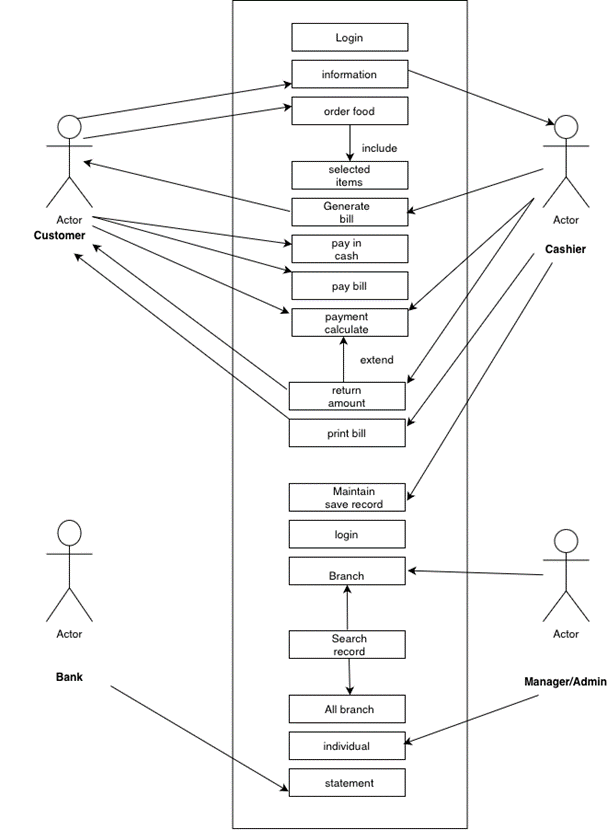 Login
information
order food
include
selected
items
Generate
bill
Actor
Customer
Actor
Cashier
pay in
cash
pay bill
payment
calculate
extend
return
amount
print bill
Maintain
save record
login
Branch
Actor
Bank
Actor
Manager/Admin
Search
record
All branch
individual
statement